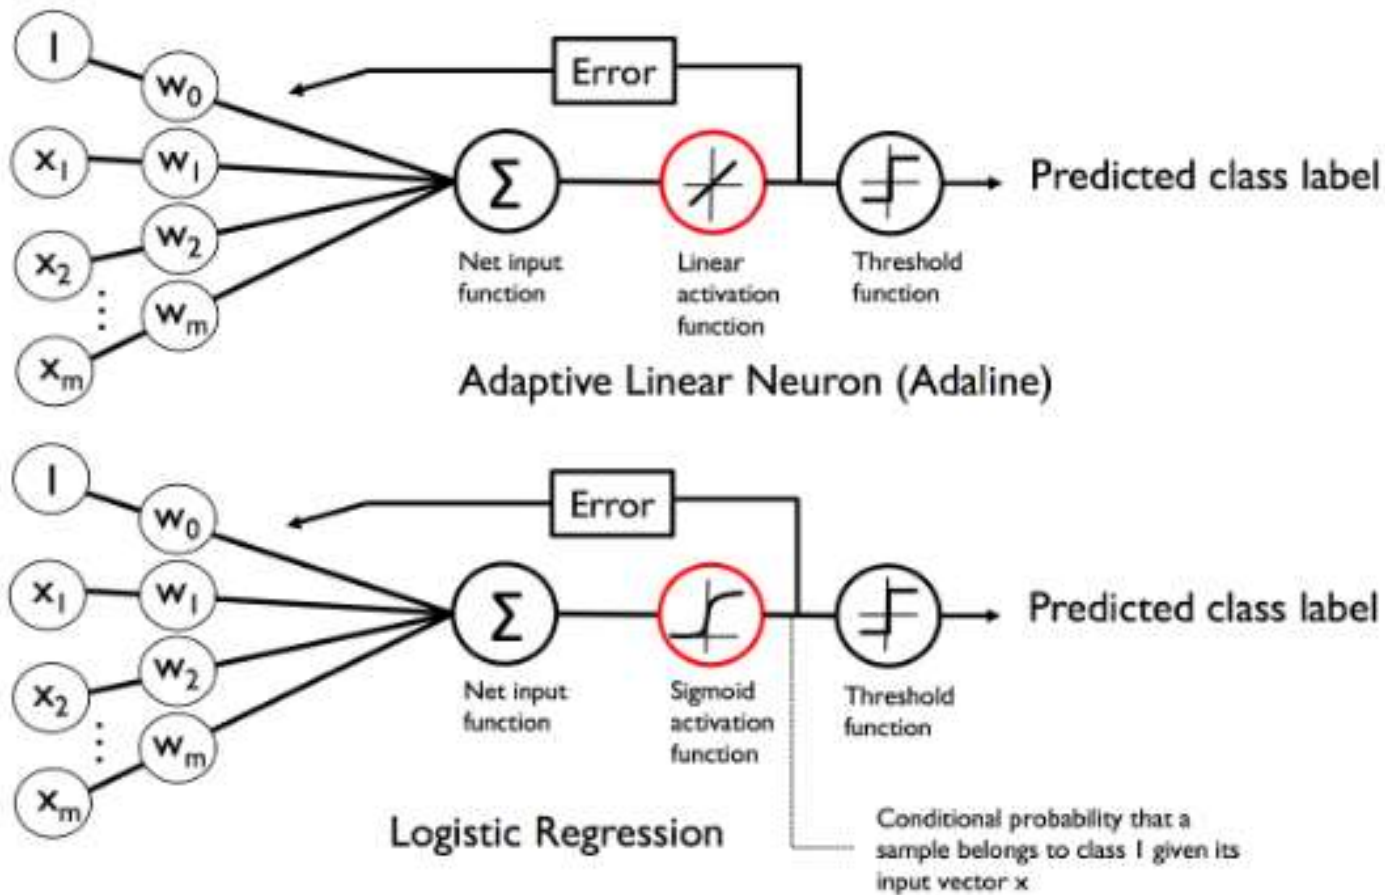 1
w0
x1
w1
x2
w2
⋮
wm
xm
Error
Σ
Net input
function
Linear
activation
function
Threshold
function
Predicted class label
Adaptive Linear Neuron (Adaline)
1
w0
x1
w1
x2
w2
⋮
wm
xm
Error
Σ
Net input
function
Sigmoid
activation
function
Threshold
function
Predicted class label
Logistic Regression
Conditional probability that a
sample belongs to class 1 given its
input vector x